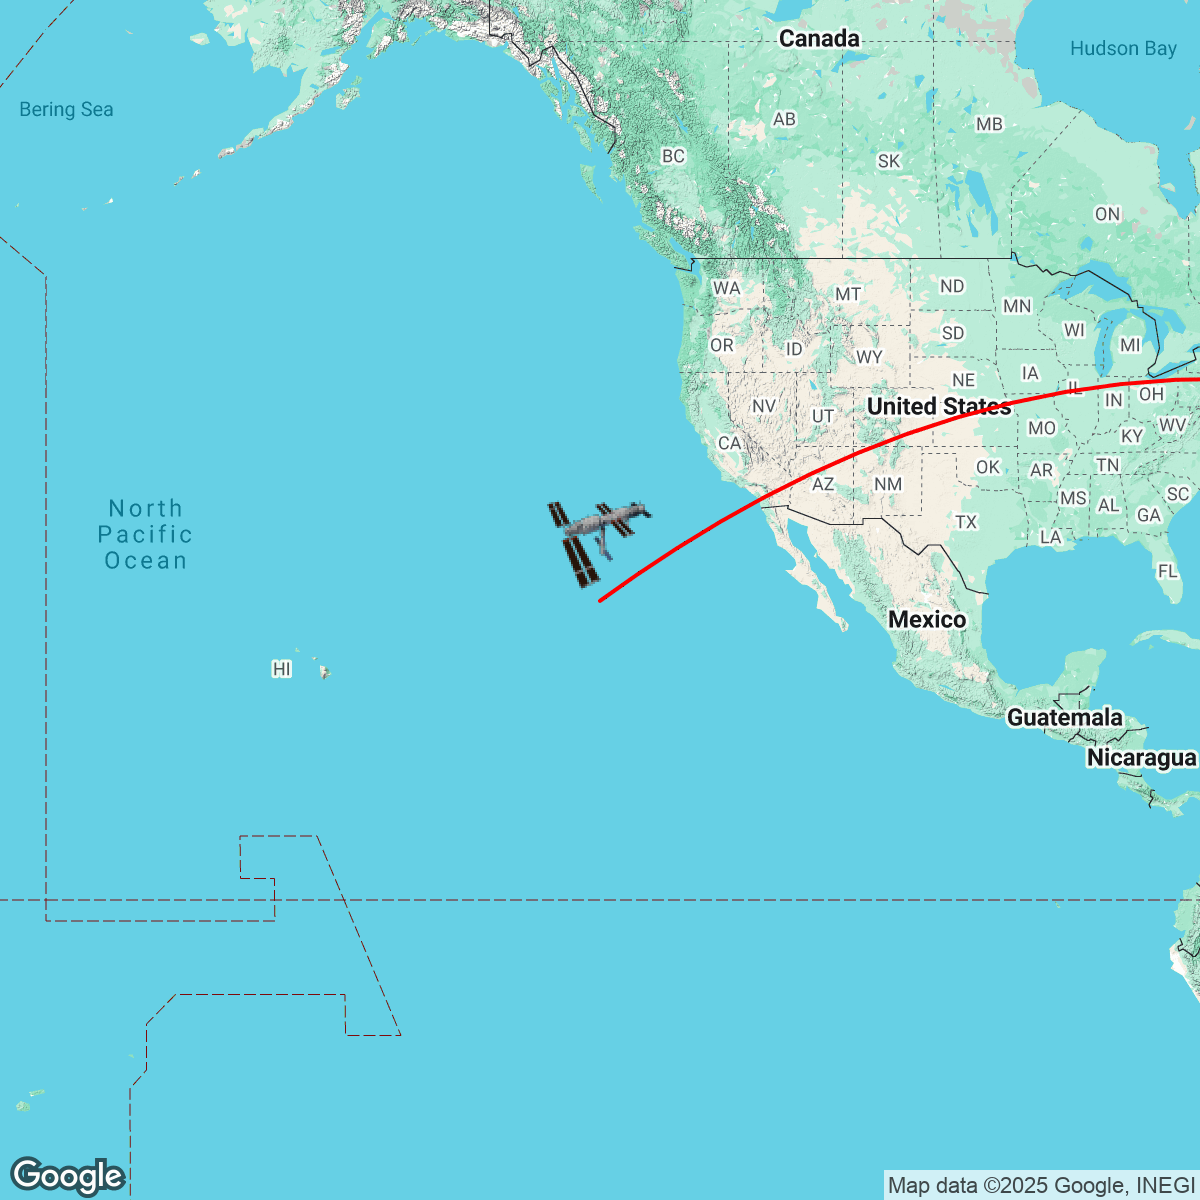 Canada
Hudson Bay
Bering Sea
AB
MB
BC
SK
ON
WA
MT
ND
MN
WI
MI
OR
ID
WY
SD
NE
IA
IL
IN
OH
NV
UT
United States
MO
KY
WV
CA
AZ
NM
OK
AR
TN
MS
AL
SC
GA
TX
LA
FL
North
Pacific
Ocean
HI
Mexico
Guatemala
Nicaragua
Google
Map data ©2025 Google, INEGI